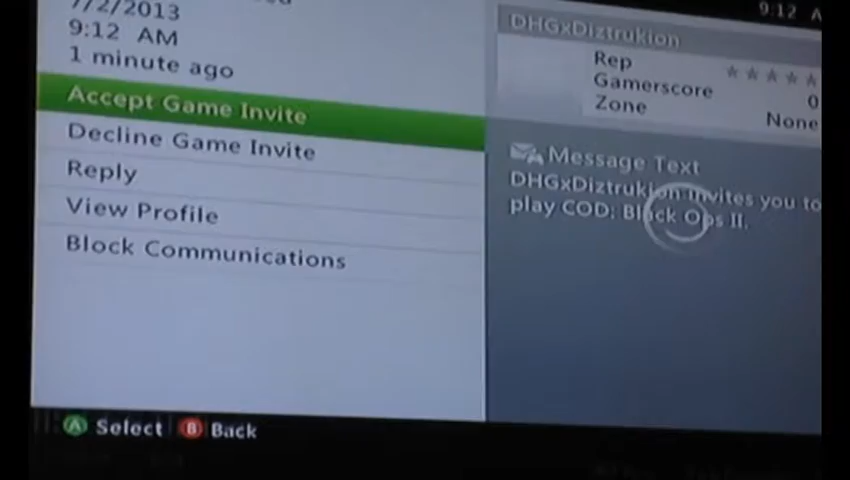 7/2/2013
9:12 AM
1 minute ago
Accept Game Invite
Decline Game Invite
Reply
View Profile
Block Communications
A Select B Back
9:12 A
DHGxDiztrukion
Rep
Gamerscore 0
Zone None
Message Text
DHGxDiztrukion invites you to
play COD: Black Ops II.